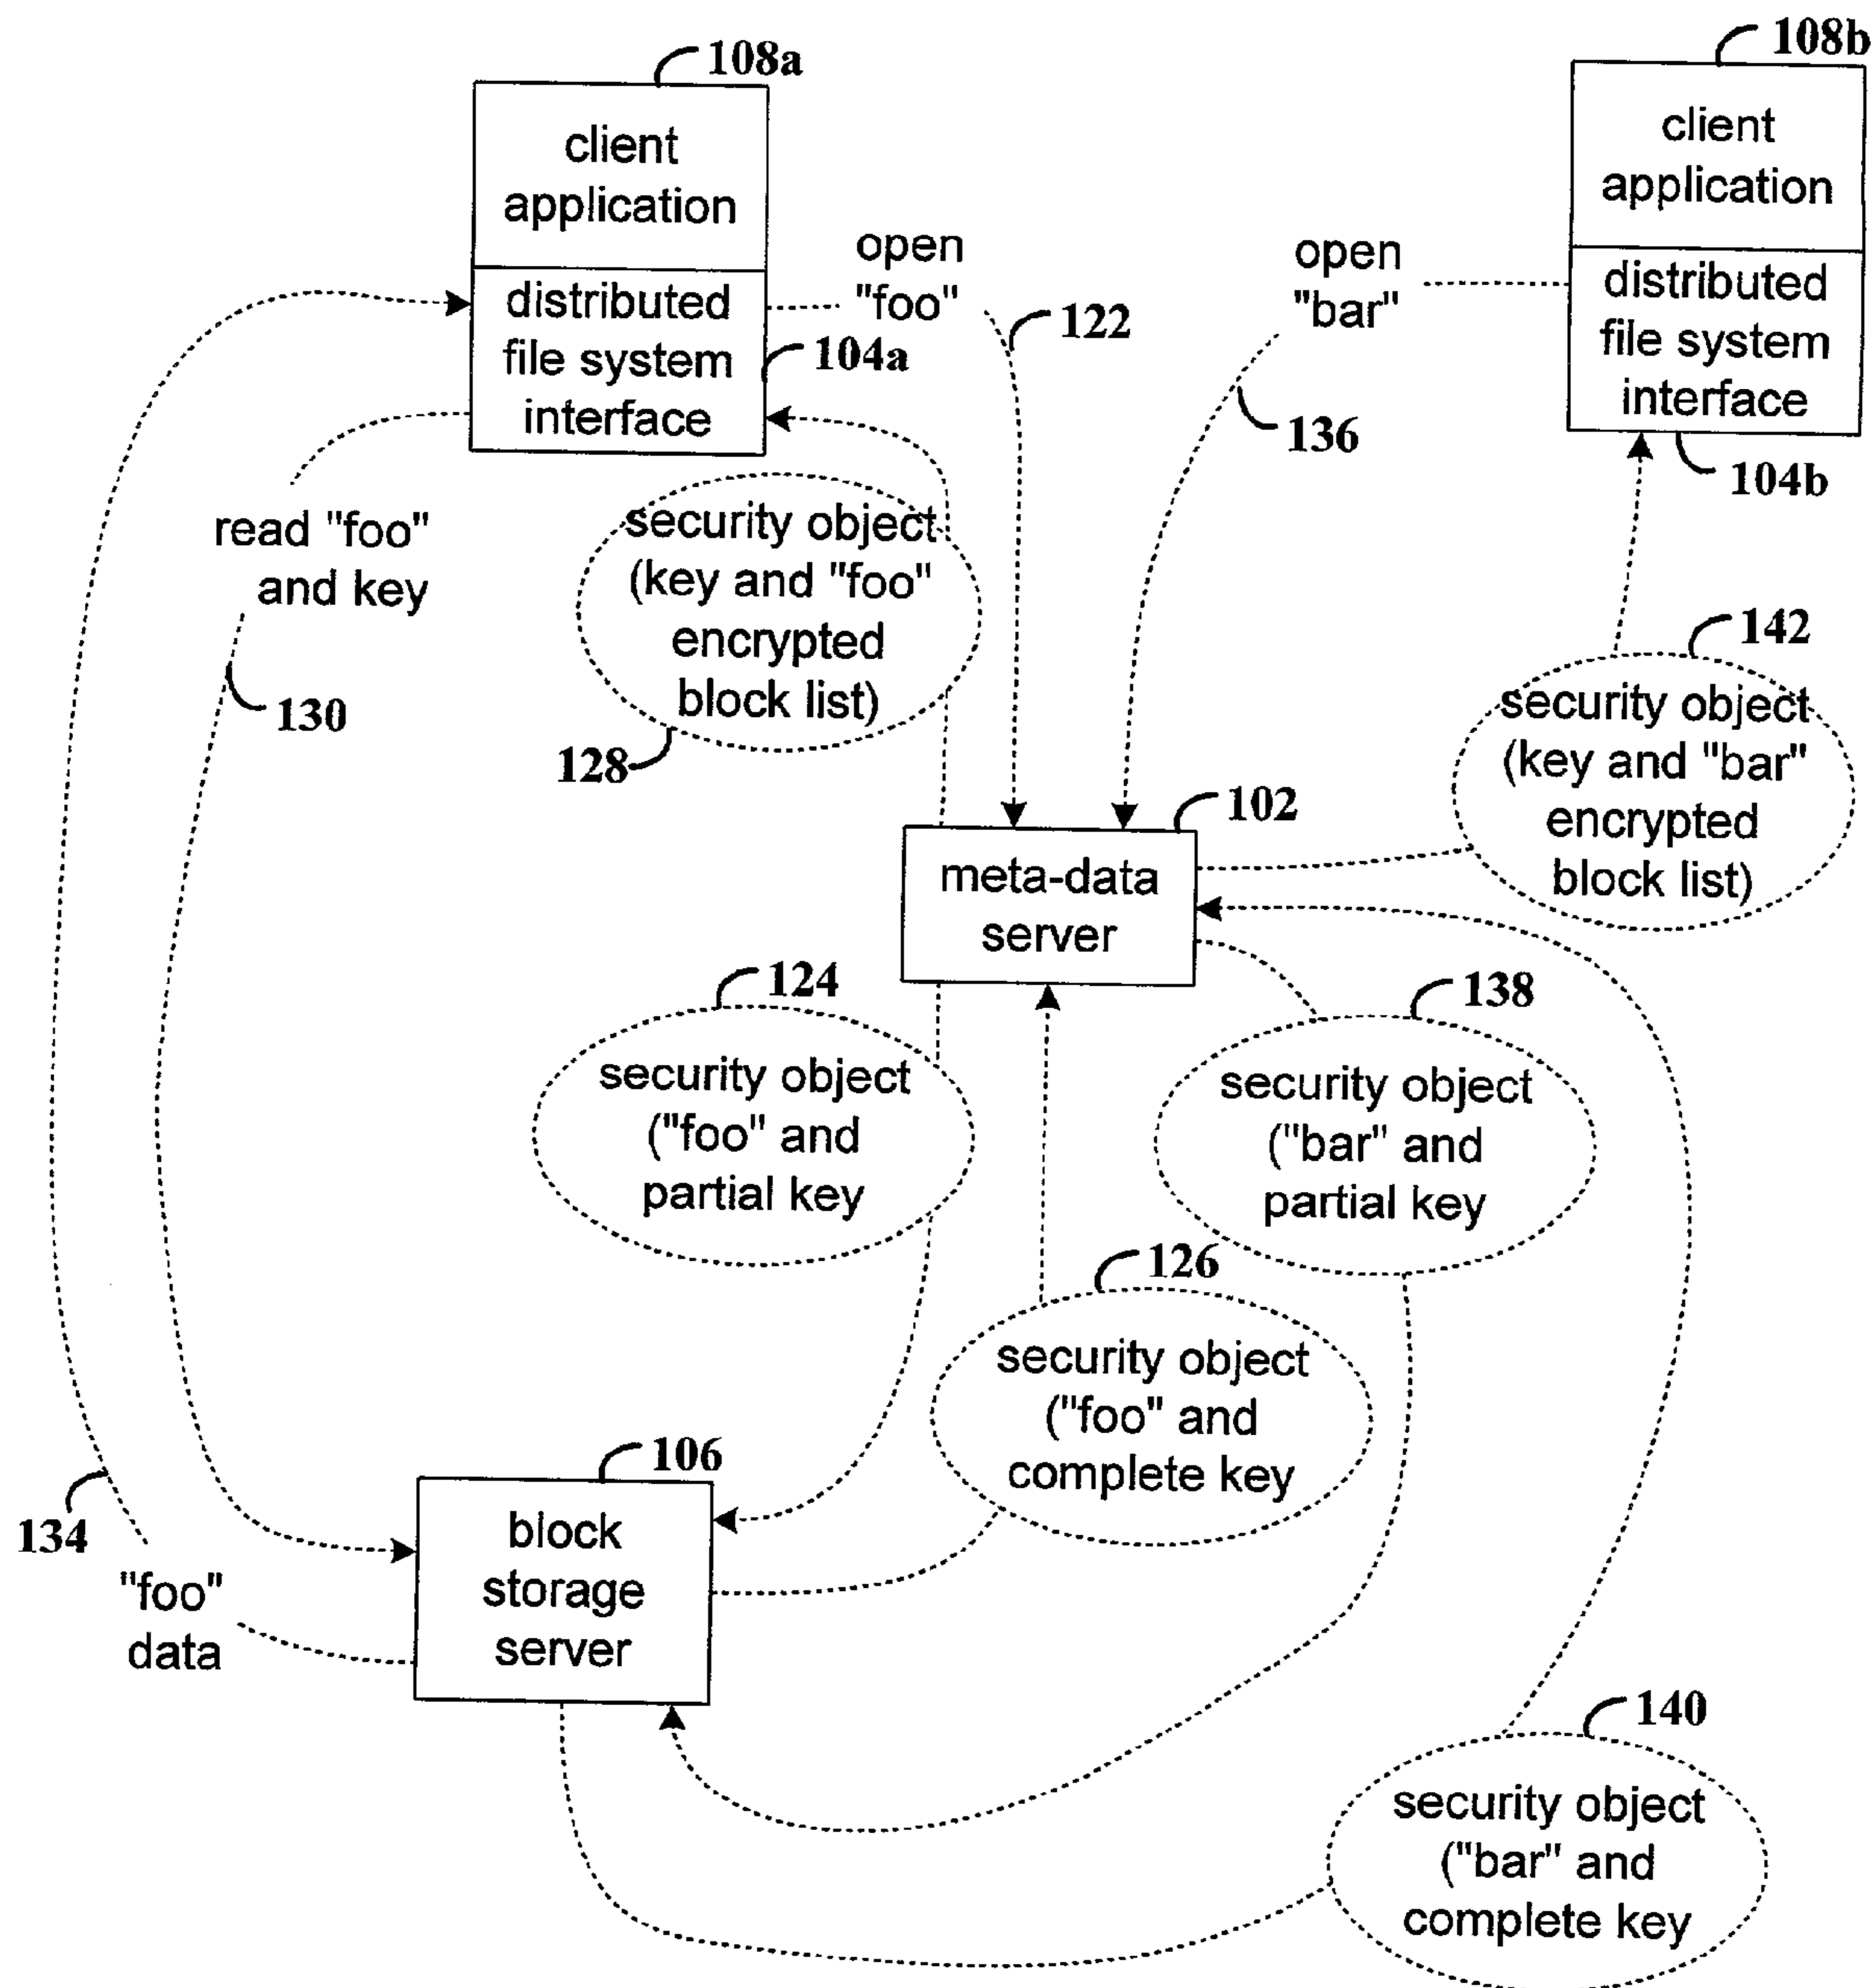 108a
108b
client
application
client
application
open
"foo"
open
"bar"
distributed
file system
interface
distributed
file system
interface
122
104a
136
104b
read "foo"
and key
security object
(key and "foo"
encrypted
block list)
130
128
142
security object
(key and "bar"
encrypted
block list)
102
meta-data
server
124
138
security object
("foo" and
partial key
security object
("bar" and
partial key
126
security object
("foo" and
complete key
106
block
storage
server
134
"foo"
data
140
security object
("bar" and
complete key